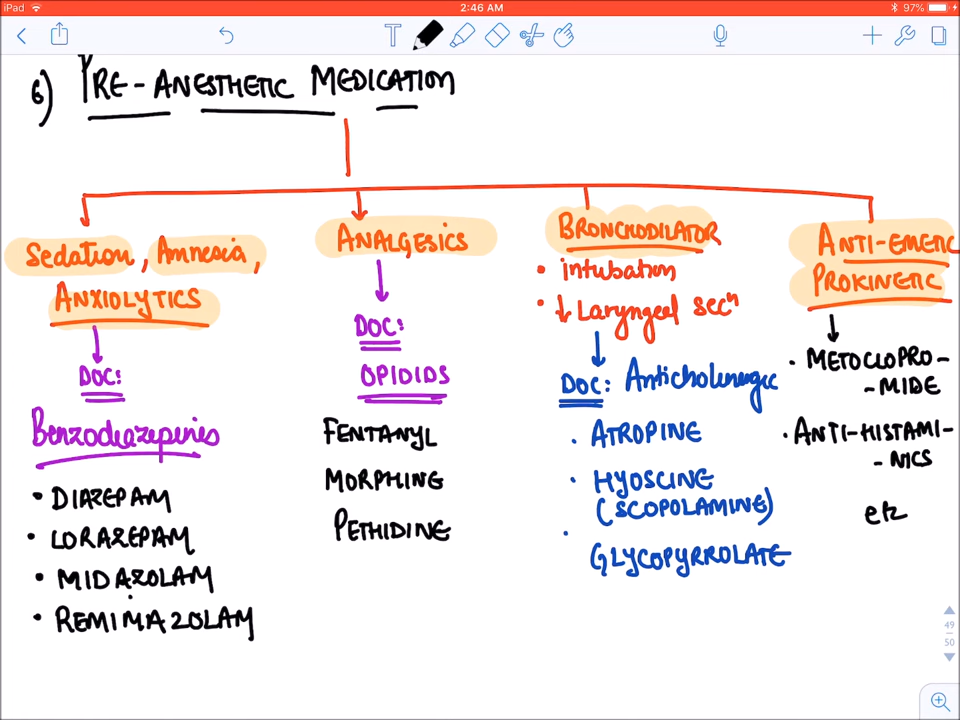 iPad
2:46 AM
97%
T
6) PRE-ANESTHETIC MEDICATION
Sedation, Amnesia,
ANXIOLYTICS
DOC:
Benzodiazepines
• DIAZEPAM
• LORAZEPAM
• MIDAZOLAM
• REMIMAZOLAM
ANALGESICS
DOC:
OPIOIDS
FENTANYL
MORPHINE
PETHIDINE
BRONCHODILATOR
• intubation
• ↓ Laryngeal secⁿ
DOC: Anticholenergic
• ATROPINE
• HYOSCINE
(SCOPOLAMINE)
• GLYCOPYRROLATE
ANTI-EMETIC
PROKINETIC
• METOCLOPRO-
-MIDE
• ANTI-HISTAMI-
-NICS
etc
49
50